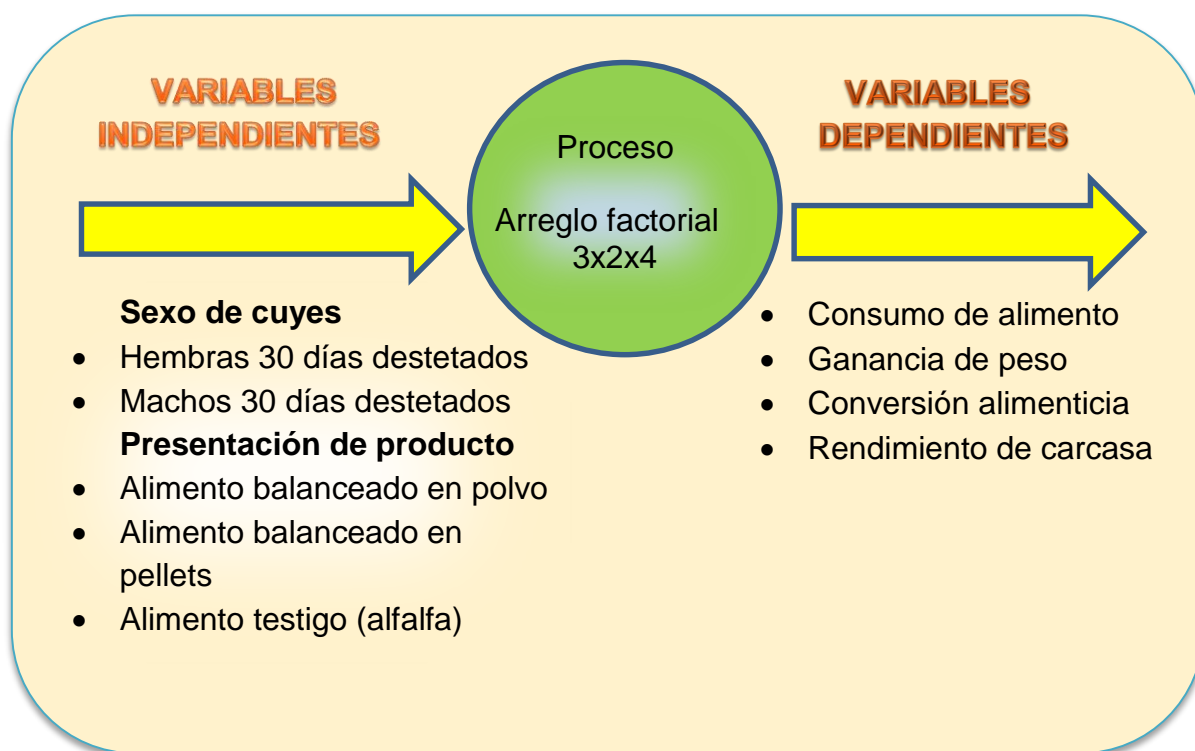 VARIABLES
INDEPENDIENTES
Proceso
Arreglo factorial
3x2x4
VARIABLES
DEPENDIENTES
Sexo de cuyes
• Hembras 30 días destetados
• Machos 30 días destetados
Presentación de producto
• Alimento balanceado en polvo
• Alimento balanceado en
pellets
• Alimento testigo (alfalfa)
• Consumo de alimento
• Ganancia de peso
• Conversión alimenticia
• Rendimiento de carcasa